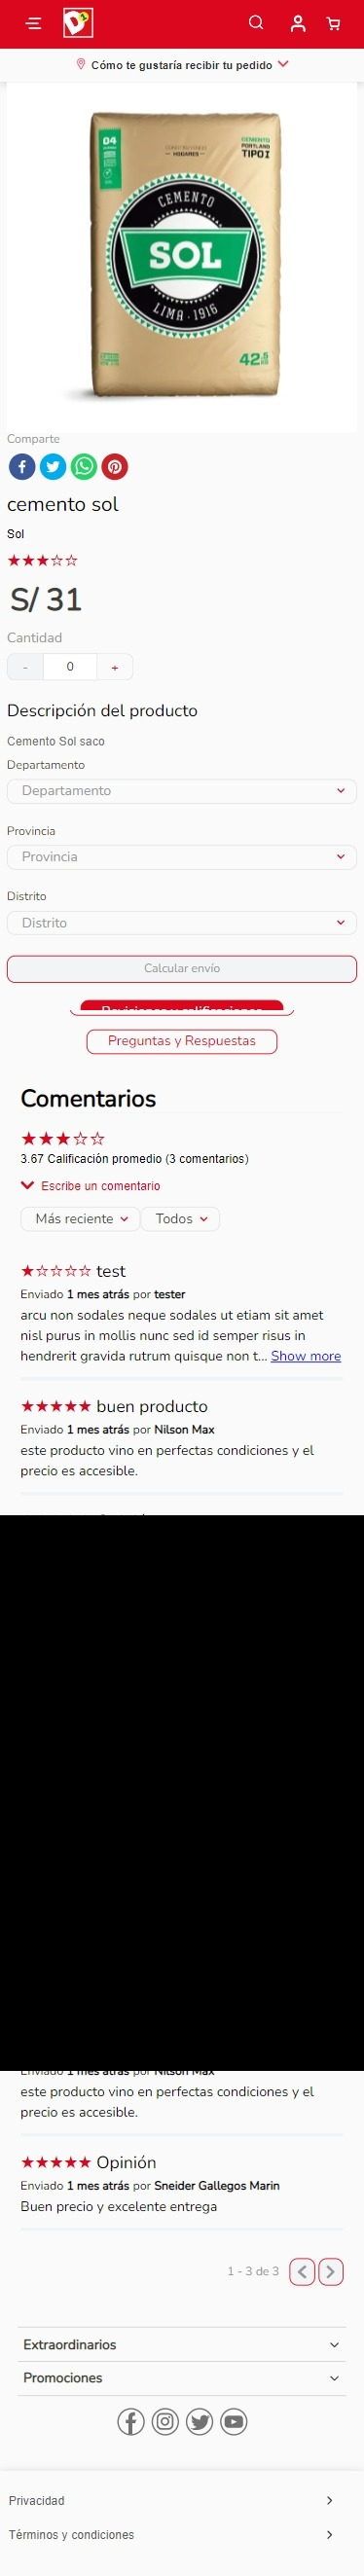 Cómo te gustaría recibir tu pedido
04
CONSTRUYENDO
HOGARES
CEMENTO
PORTLAND
TIPO I
CEMENTO
SOL
LIMA · 1916
42.5
Comparte
cemento sol
Sol
S/ 31
Cantidad
- 0 +
Descripción del producto
Cemento Sol saco
Departamento
Departamento
Provincia
Provincia
Distrito
Distrito
Calcular envío
Preguntas y Respuestas
Comentarios
3.67 Calificación promedio (3 comentarios)
Escribe un comentario
Más reciente Todos
test
Enviado 1 mes atrás por tester
arcu non sodales neque sodales ut etiam sit amet
nisl purus in mollis nunc sed id semper risus in
hendrerit gravida rutrum quisque non t... Show more
buen producto
Enviado 1 mes atrás por Nilson Max
este producto vino en perfectas condiciones y el
precio es accesible.
Enviado 1 mes atrás por Nilson Max
este producto vino en perfectas condiciones y el
precio es accesible.
Opinión
Enviado 1 mes atrás por Sneider Gallegos Marin
Buen precio y excelente entrega
1 - 3 de 3
Extraordinarios
Promociones
Privacidad
Términos y condiciones